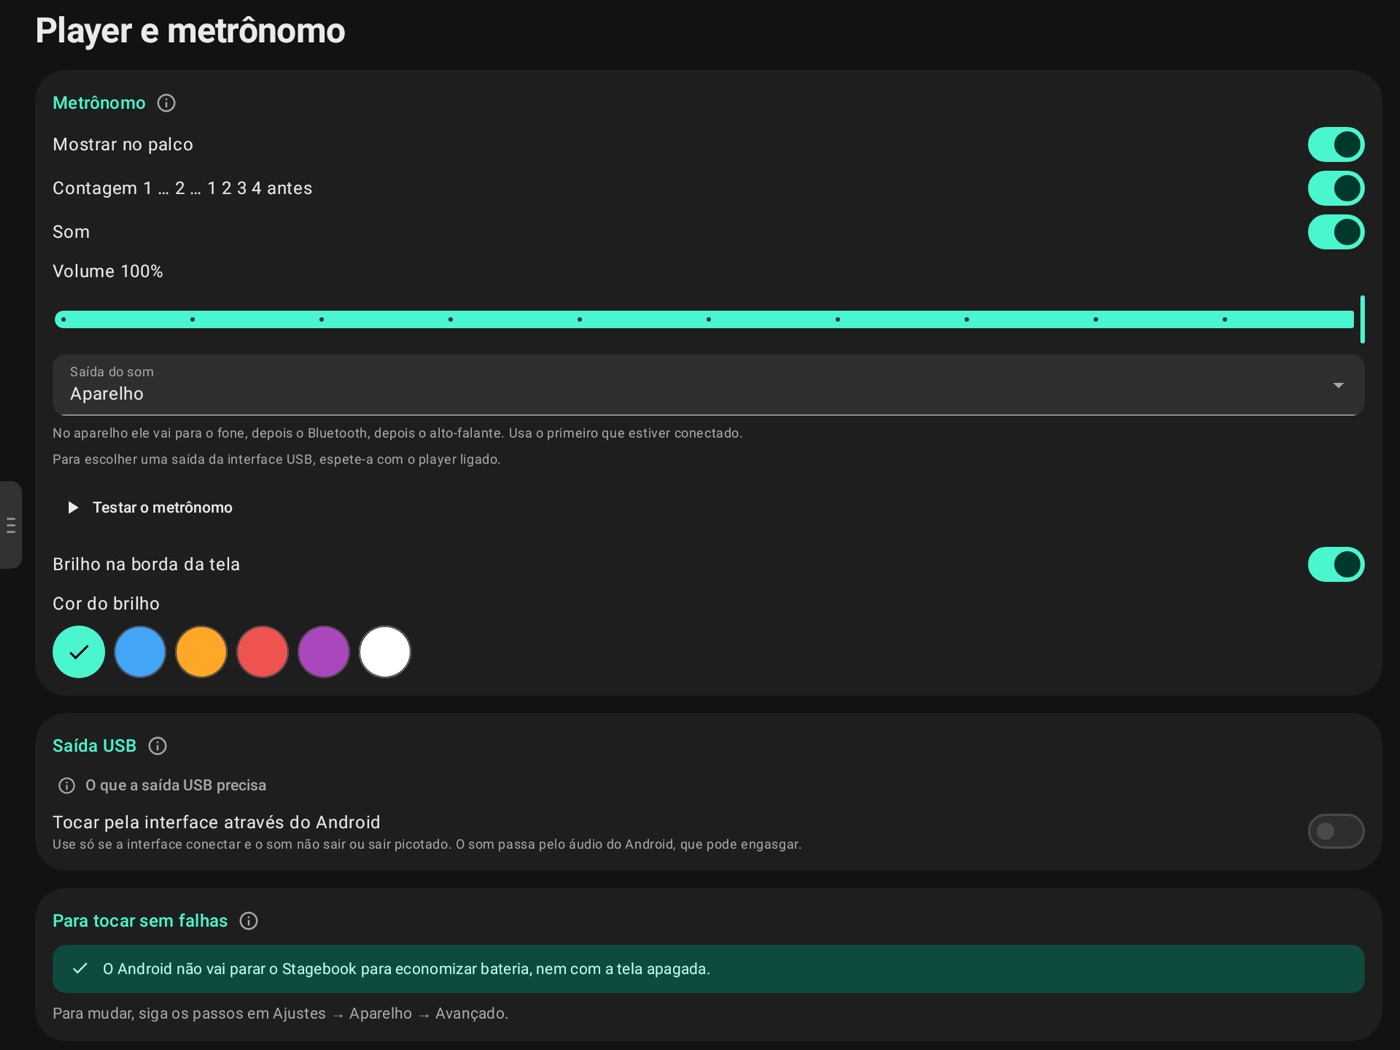 Player e metrônomo
Metrônomo
Mostrar no palco
Contagem 1 ... 2 ... 1 2 3 4 antes
Som
Volume 100%
Saída do som
Aparelho
No aparelho ele vai para o fone, depois o Bluetooth, depois o alto-falante. Usa o primeiro que estiver conectado.
Para escolher uma saída da interface USB, espete-a com o player ligado.
Testar o metrônomo
Brilho na borda da tela
Cor do brilho
Saída USB
O que a saída USB precisa
Tocar pela interface através do Android
Use só se a interface conectar e o som não sair ou sair picotado. O som passa pelo áudio do Android, que pode engasgar.
Para tocar sem falhas
O Android não vai parar o Stagebook para economizar bateria, nem com a tela apagada.
Para mudar, siga os passos em Ajustes → Aparelho → Avançado.